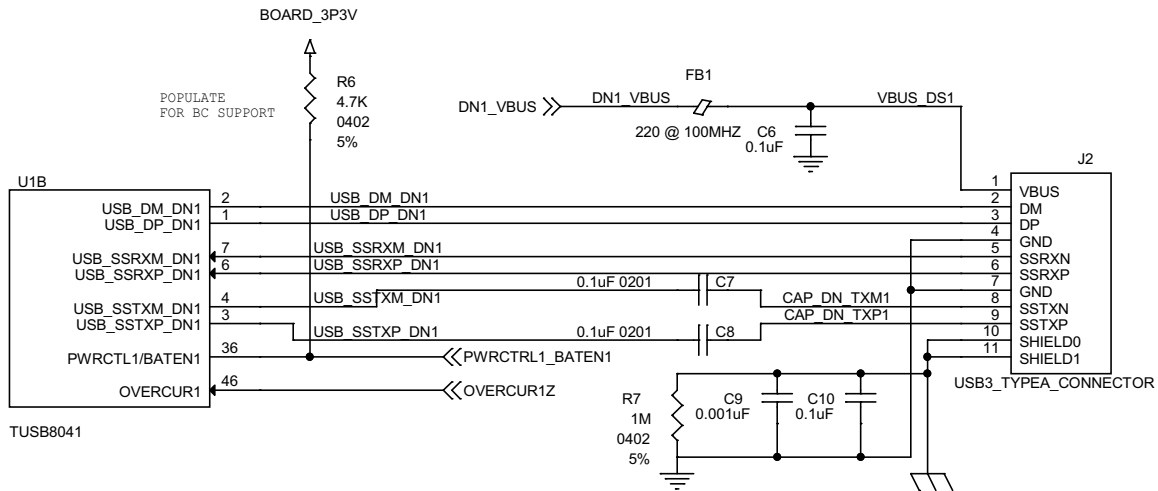 BOARD_3P3V
POPULATE
FOR BC SUPPORT
R6
4.7K
0402
5%
DN1_VBUS
DN1_VBUS
FB1
220 @ 100MHZ
VBUS_DS1
C6
0.1uF
J2
U1B
USB_DM_DN1
2
USB_DM_DN1
USB_DP_DN1
1
USB_DP_DN1
USB_SSRXM_DN1
7
USB_SSRXM_DN1
USB_SSRXP_DN1
6
USB_SSRXP_DN1
USB_SSTXM_DN1
4
USB_SSTXM_DN1
0.1uF 0201
C7
CAP_DN_TXM1
USB_SSTXP_DN1
3
USB_SSTXP_DN1
0.1uF 0201
C8
CAP_DN_TXP1
PWRCTL1/BATEN1
36
PWRCTRL1_BATEN1
OVERCUR1
46
OVERCUR1Z
TUSB8041
1
VBUS
2
DM
3
DP
4
GND
5
SSRXN
6
SSRXP
7
GND
8
SSTXN
9
SSTXP
10
SHIELD0
11
SHIELD1
USB3_TYPEA_CONNECTOR
R7
1M
0402
5%
C9
0.001uF
C10
0.1uF